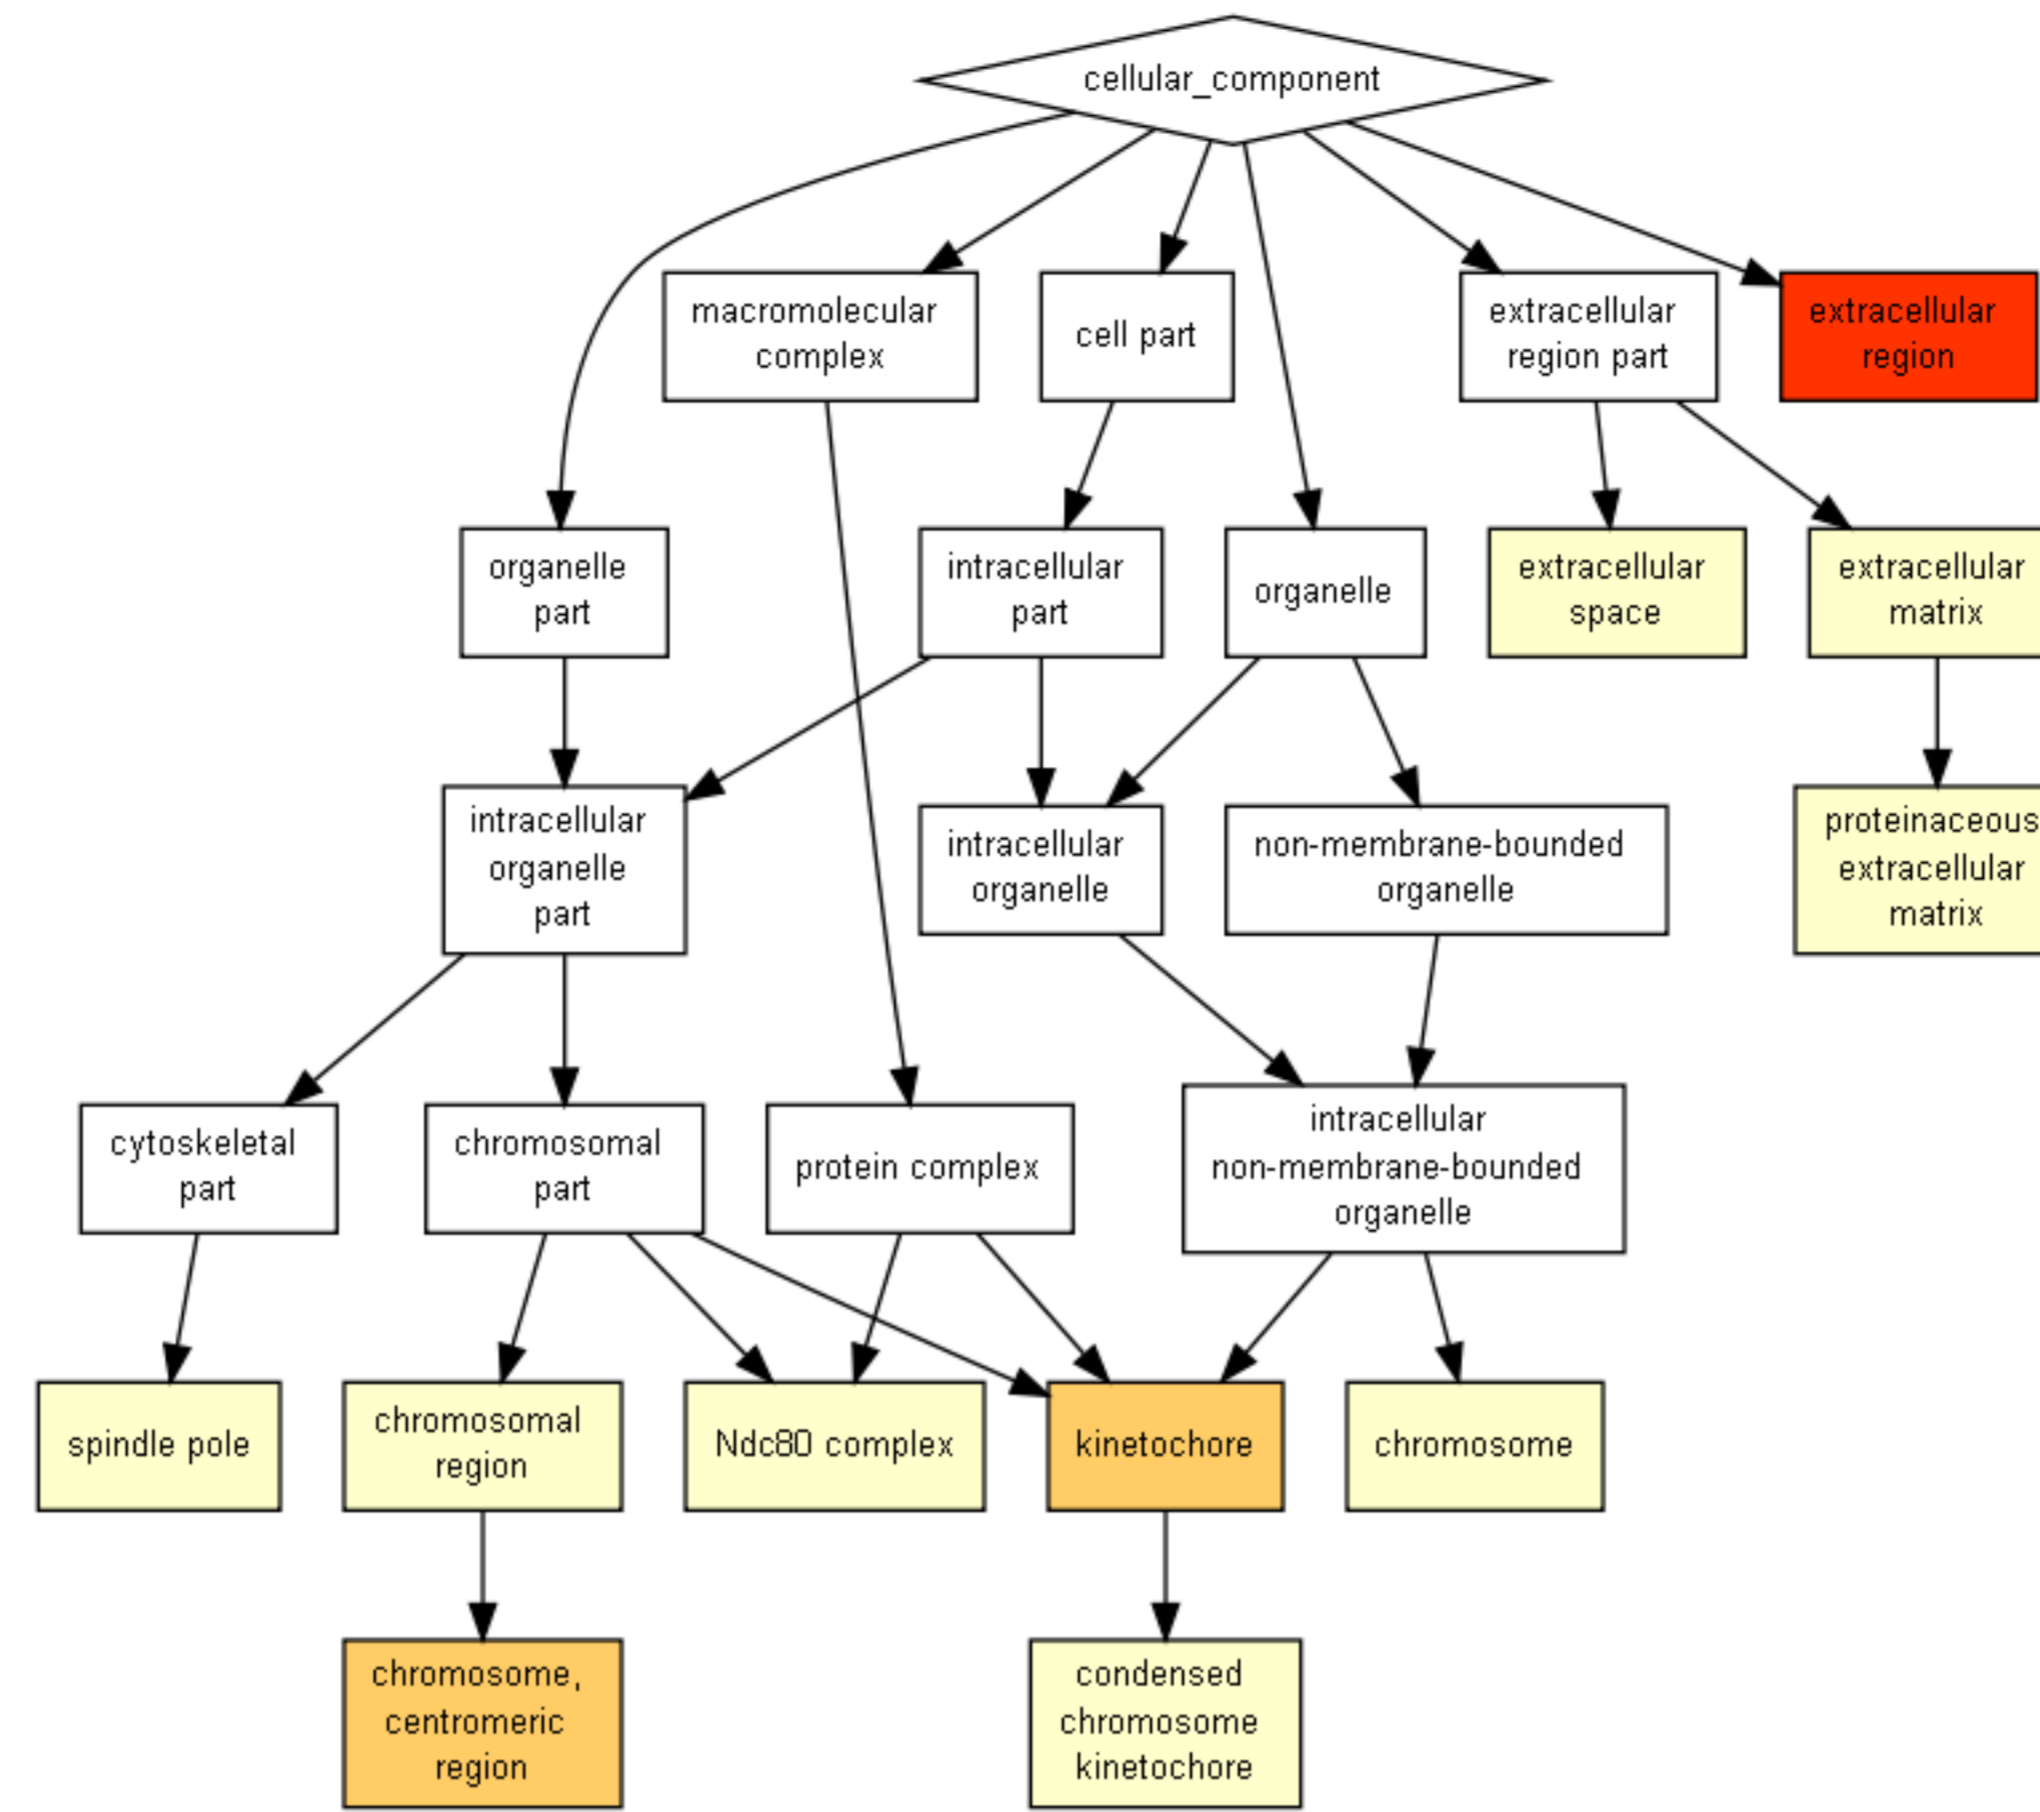 cellular_component
macromolecular
complex
cell part
extracellular
region part
extracellular
region
organelle
part
intracellular
part
organelle
extracellular
space
extracellular
matrix
intracellular
organelle
part
intracellular
organelle
non-membrane-bounded
organelle
proteinaceous
extracellular
matrix
cytoskeletal
part
chromosomal
part
protein complex
intracellular
non-membrane-bounded
organelle
spindle pole
chromosomal
region
Ndc80 complex
kinetochore
chromosome
chromosome,
centromeric
region
condensed
chromosome
kinetochore